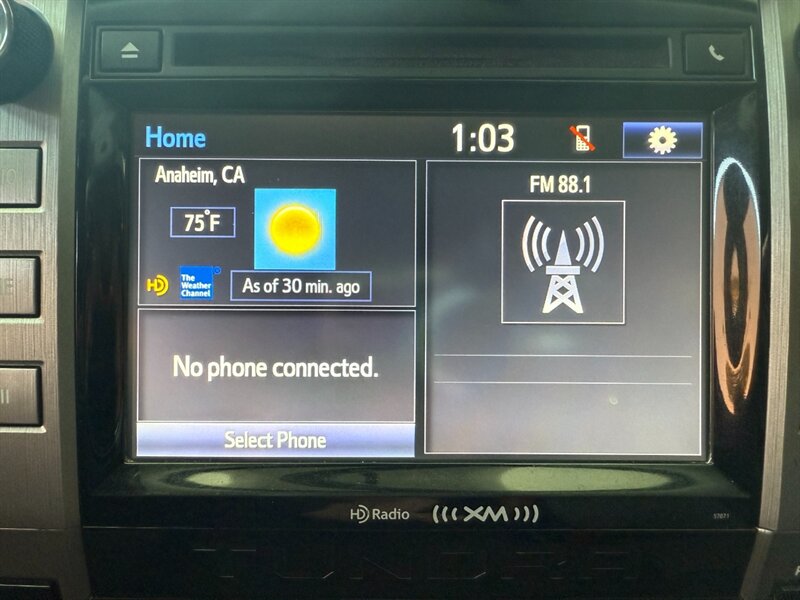 Home
1:03
Anaheim, CA
75°F
HD
The
Weather
Channel
As of 30 min. ago
FM 88.1
No phone connected.
Select Phone
HD Radio
(((XM)))
57071
TUNDRA